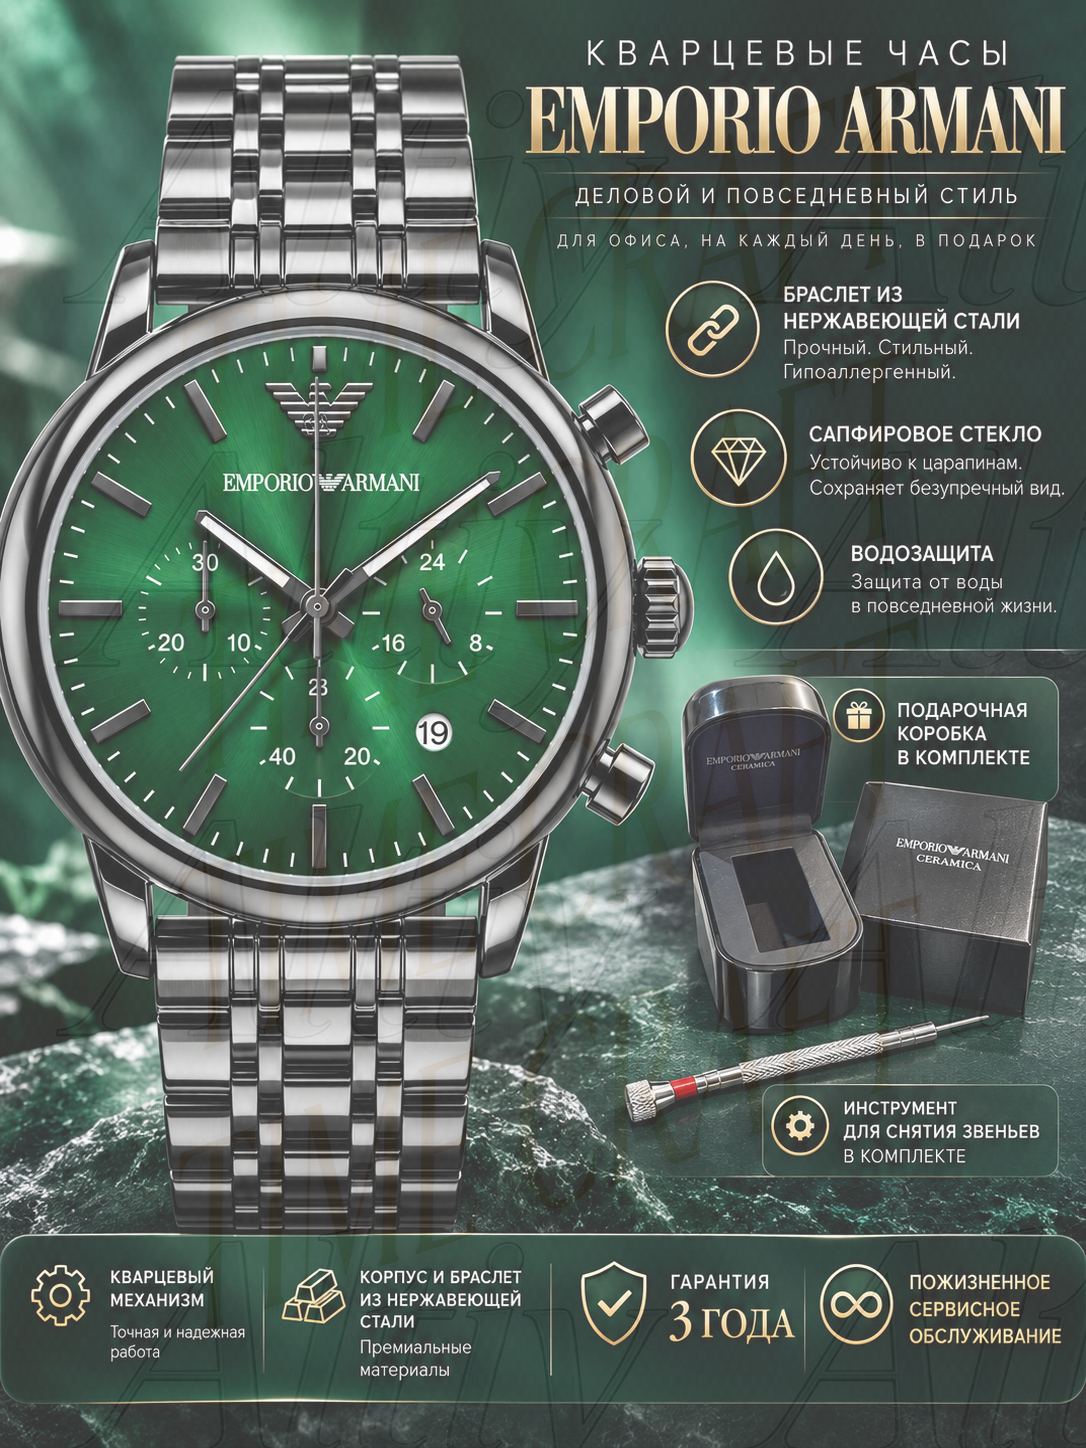 КВАРЦЕВЫЕ ЧАСЫ
EMPORIO ARMANI
ДЕЛОВОЙ И ПОВСЕДНЕВНЫЙ СТИЛЬ
ДЛЯ ОФИСА, НА КАЖДЫЙ ДЕНЬ, В ПОДАРОК
БРАСЛЕТ ИЗ
НЕРЖАВЕЮЩЕЙ СТАЛИ
Прочный. Стильный.
Гипоаллергенный.
САПФИРОВОЕ СТЕКЛО
Устойчиво к царапинам.
Сохраняет безупречный вид.
ВОДОЗАЩИТА
Защита от воды
в повседневной жизни.
EMPORIO ARMANI
30
20 10
24
16 8
40 20
19
ПОДАРОЧНАЯ
КОРОБКА
В КОМПЛЕКТЕ
EMPORIO ARMANI
CERAMICA
EMPORIO ARMANI
CERAMICA
ИНСТРУМЕНТ
ДЛЯ СНЯТИЯ ЗВЕНЬЕВ
В КОМПЛЕКТЕ
КВАРЦЕВЫЙ
МЕХАНИЗМ
Точная и надежная
работа
КОРПУС И БРАСЛЕТ
ИЗ НЕРЖАВЕЮЩЕЙ
СТАЛИ
Премиальные
материалы
ГАРАНТИЯ
3 ГОДА
ПОЖИЗНЕННОЕ
СЕРВИСНОЕ
ОБСЛУЖИВАНИЕ